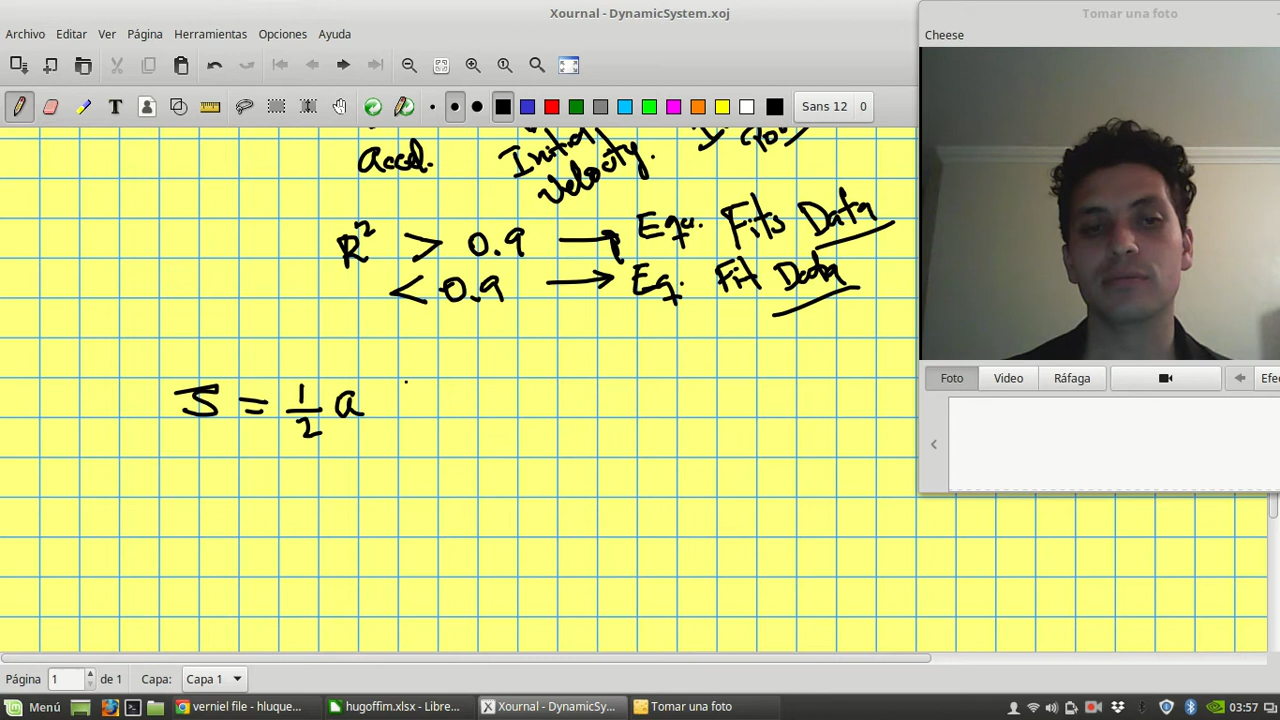 Xournal - DynamicSystem.xoj
Tomar una foto
Archivo Editar Ver Página Herramientas Opciones Ayuda
Cheese
Sans 12 0
Accel. Initial
Velocity.
R² > 0.9 → Equ. Fits Data
< 0.9 → Eq. Fit Data
S = 1/2 a
Foto Video Ráfaga Efe
Página 1 de 1 Capa: Capa 1
Menú verniel file - hluque... hugoffim.xlsx - Libre... Xournal - DynamicSy... Tomar una foto 03:57